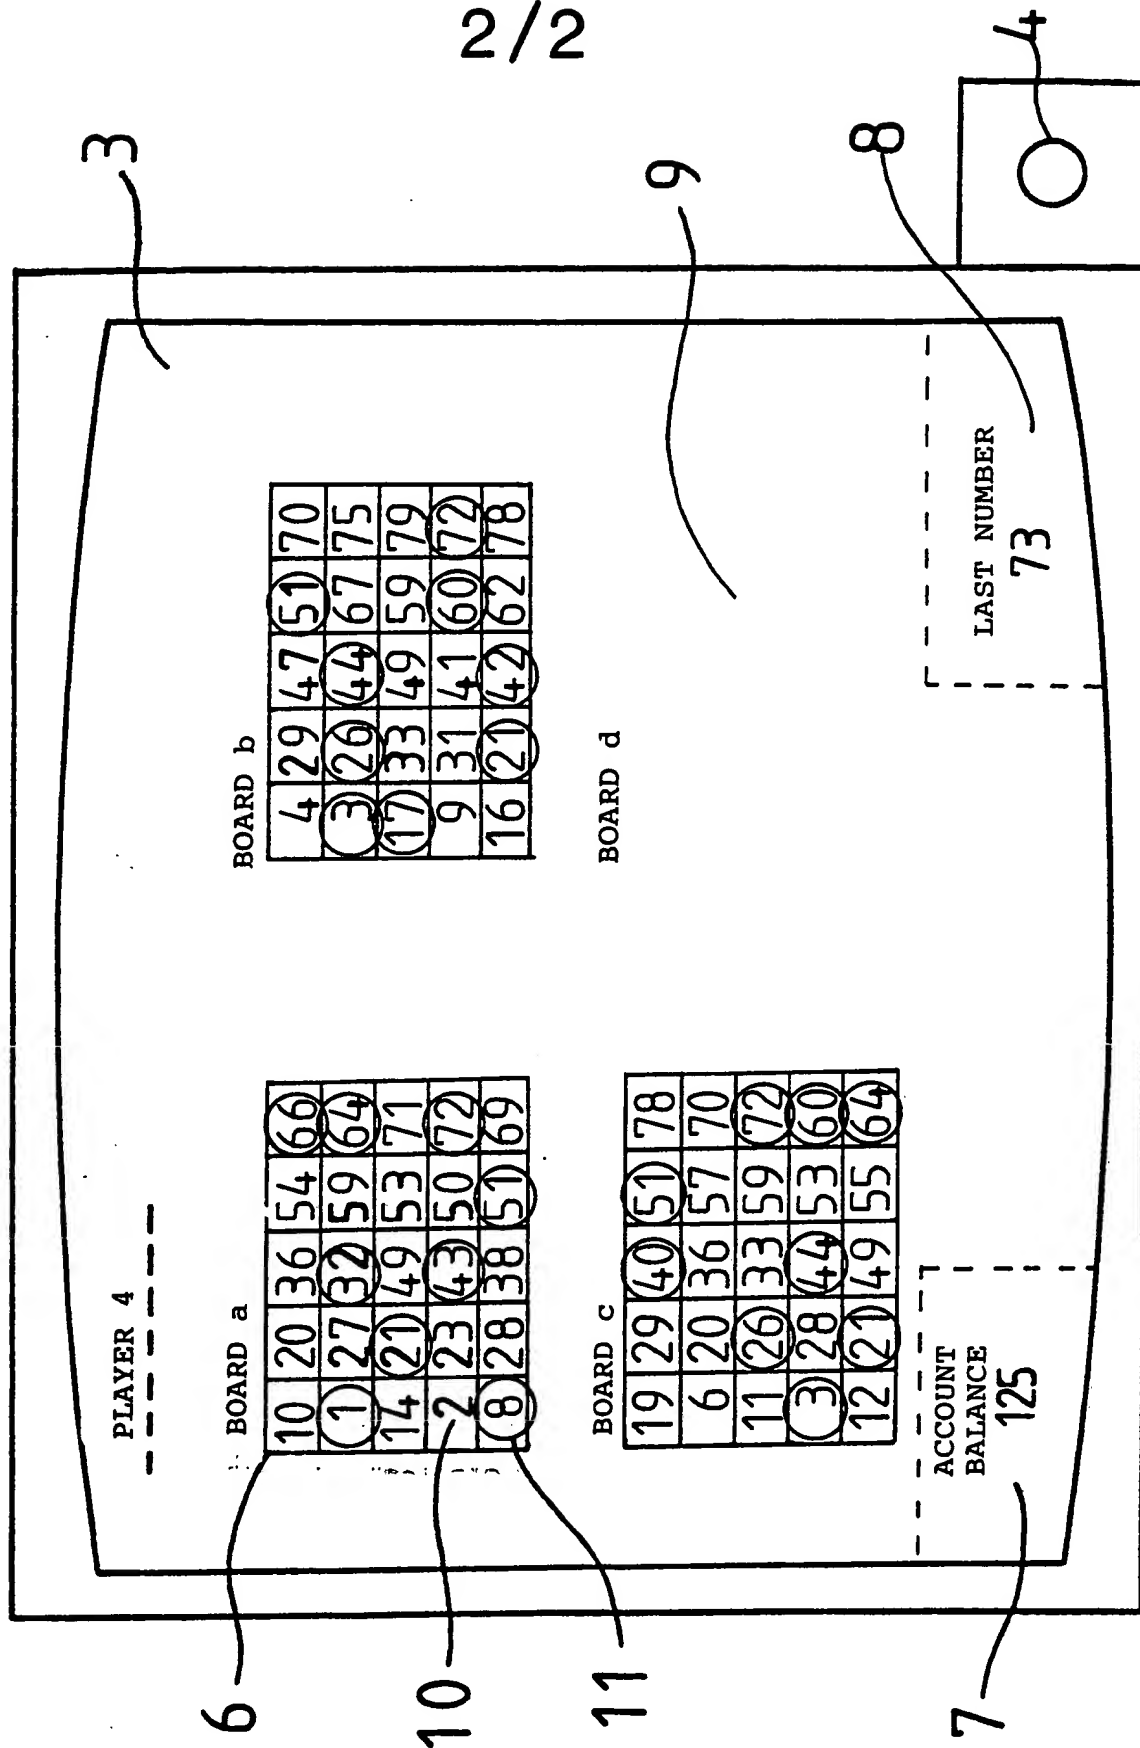 2/2
3
PLAYER 4
BOARD a
10 20 36 54 66
1 27 32 59 64
14 21 49 53 71
2 23 43 50 72
8 28 38 51 69
BOARD b
4 29 47 51 70
3 26 44 67 75
17 33 49 59 79
9 31 41 60 72
16 21 42 62 78
6
10
11
9
BOARD c
19 29 40 51 78
6 20 36 57 70
11 26 33 59 72
3 28 44 53 60
12 21 49 55 64
BOARD d
ACCOUNT
BALANCE
125
LAST NUMBER
73
7
8
4